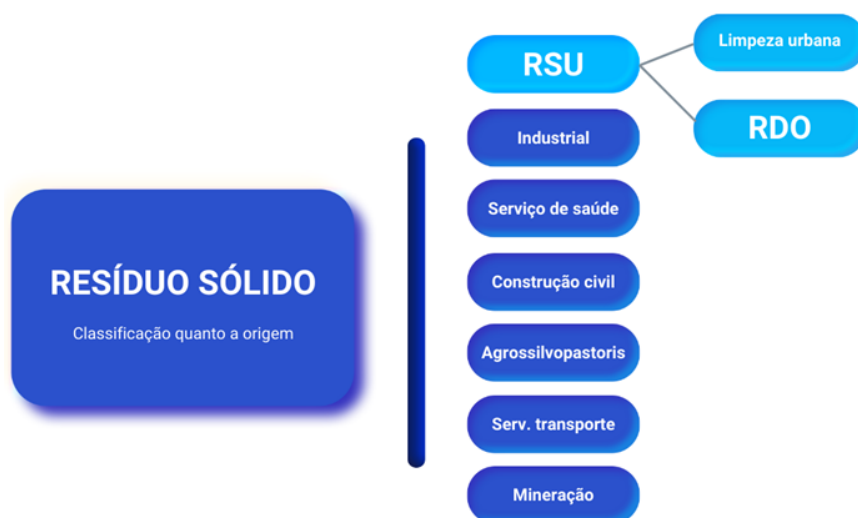 RESÍDUO SÓLIDO
Classificação quanto a origem
RSU
Limpeza urbana
RDO
Industrial
Serviço de saúde
Construção civil
Agrossilvopastoris
Serv. transporte
Mineração